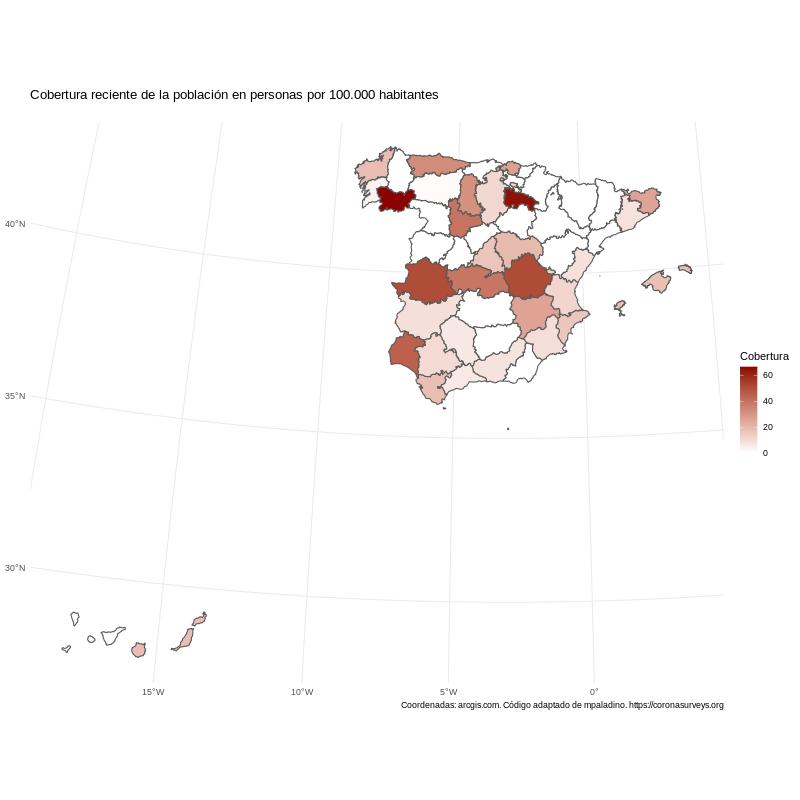 Cobertura reciente de la población en personas por 100.000 habitantes
40°N
35°N
30°N
15°W
10°W
5°W
0°
Cobertura
60
40
20
0
Coordenadas: arcgis.com. Código adaptado de mpaladino. https://coronasurveys.org